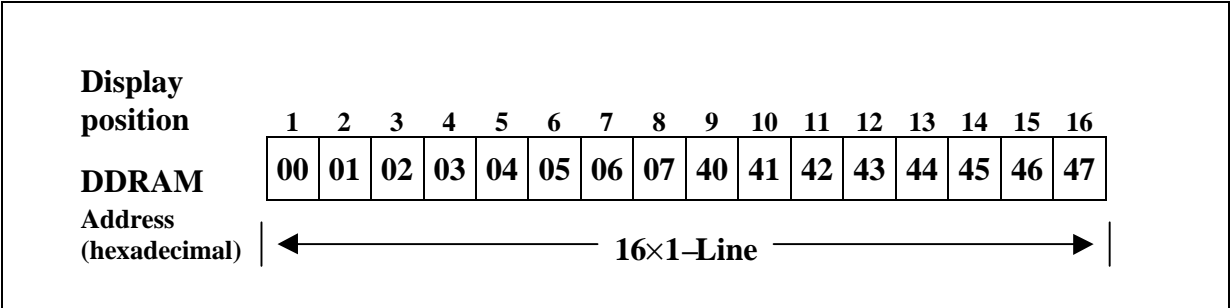 Display
position 1 2 3 4 5 6 7 8 9 10 11 12 13 14 15 16
DDRAM 00 01 02 03 04 05 06 07 40 41 42 43 44 45 46 47
Address
(hexadecimal) 16×1–Line